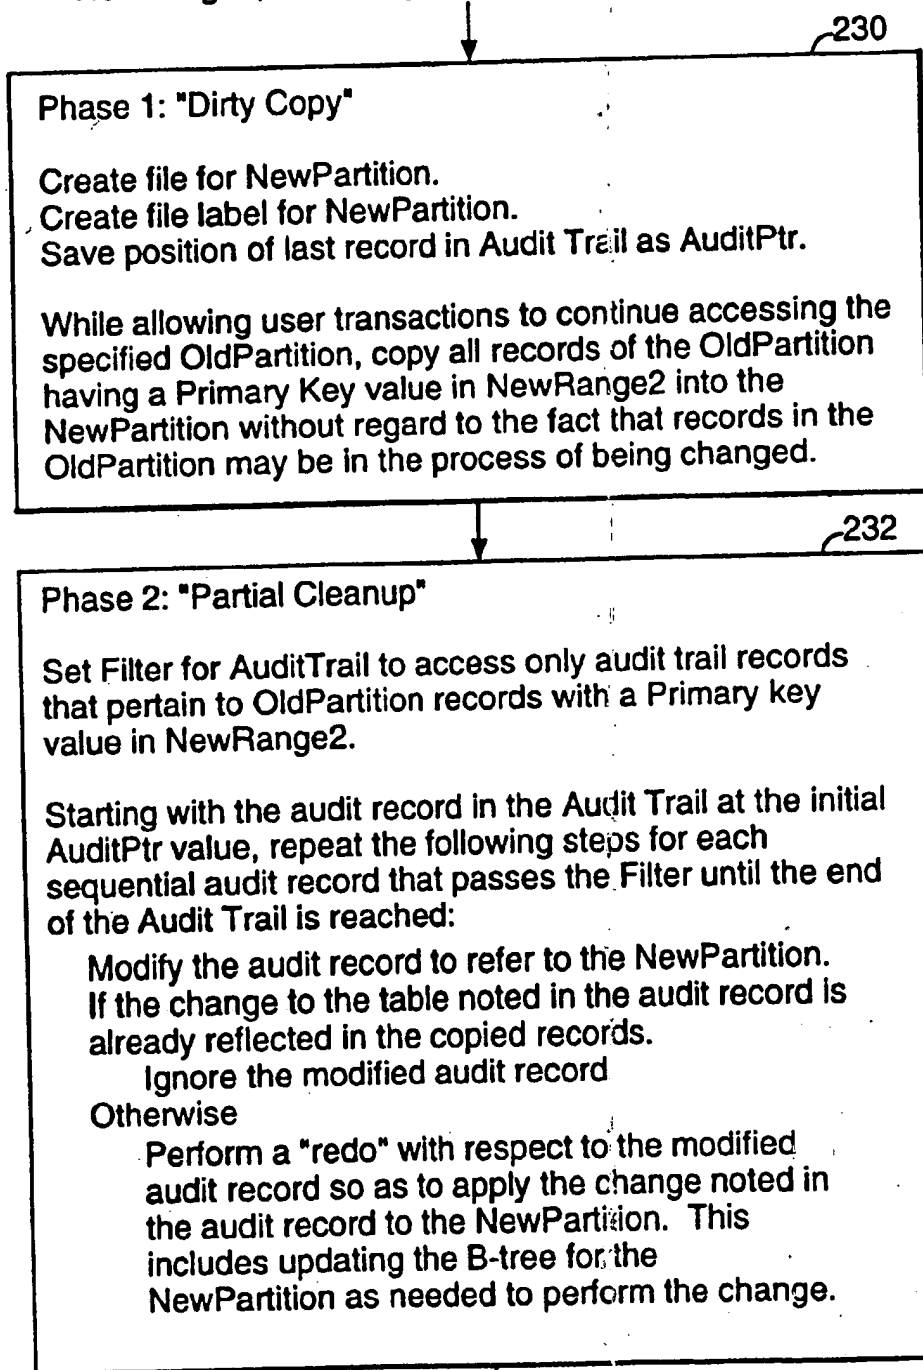 230
Phase 1: "Dirty Copy"
Create file for NewPartition.
Create file label for NewPartition.
Save position of last record in Audit Trail as AuditPtr.
While allowing user transactions to continue accessing the
specified OldPartition, copy all records of the OldPartition
having a Primary Key value in NewRange2 into the
NewPartition without regard to the fact that records in the
OldPartition may be in the process of being changed.
232
Phase 2: "Partial Cleanup"
Set Filter for AuditTrail to access only audit trail records
that pertain to OldPartition records with a Primary key
value in NewRange2.
Starting with the audit record in the Audit Trail at the initial
AuditPtr value, repeat the following steps for each
sequential audit record that passes the Filter until the end
of the Audit Trail is reached:
Modify the audit record to refer to the NewPartition.
If the change to the table noted in the audit record is
already reflected in the copied records.
Ignore the modified audit record
Otherwise
Perform a "redo" with respect to the modified
audit record so as to apply the change noted in
the audit record to the NewPartition. This
includes updating the B-tree for the
NewPartition as needed to perform the change.